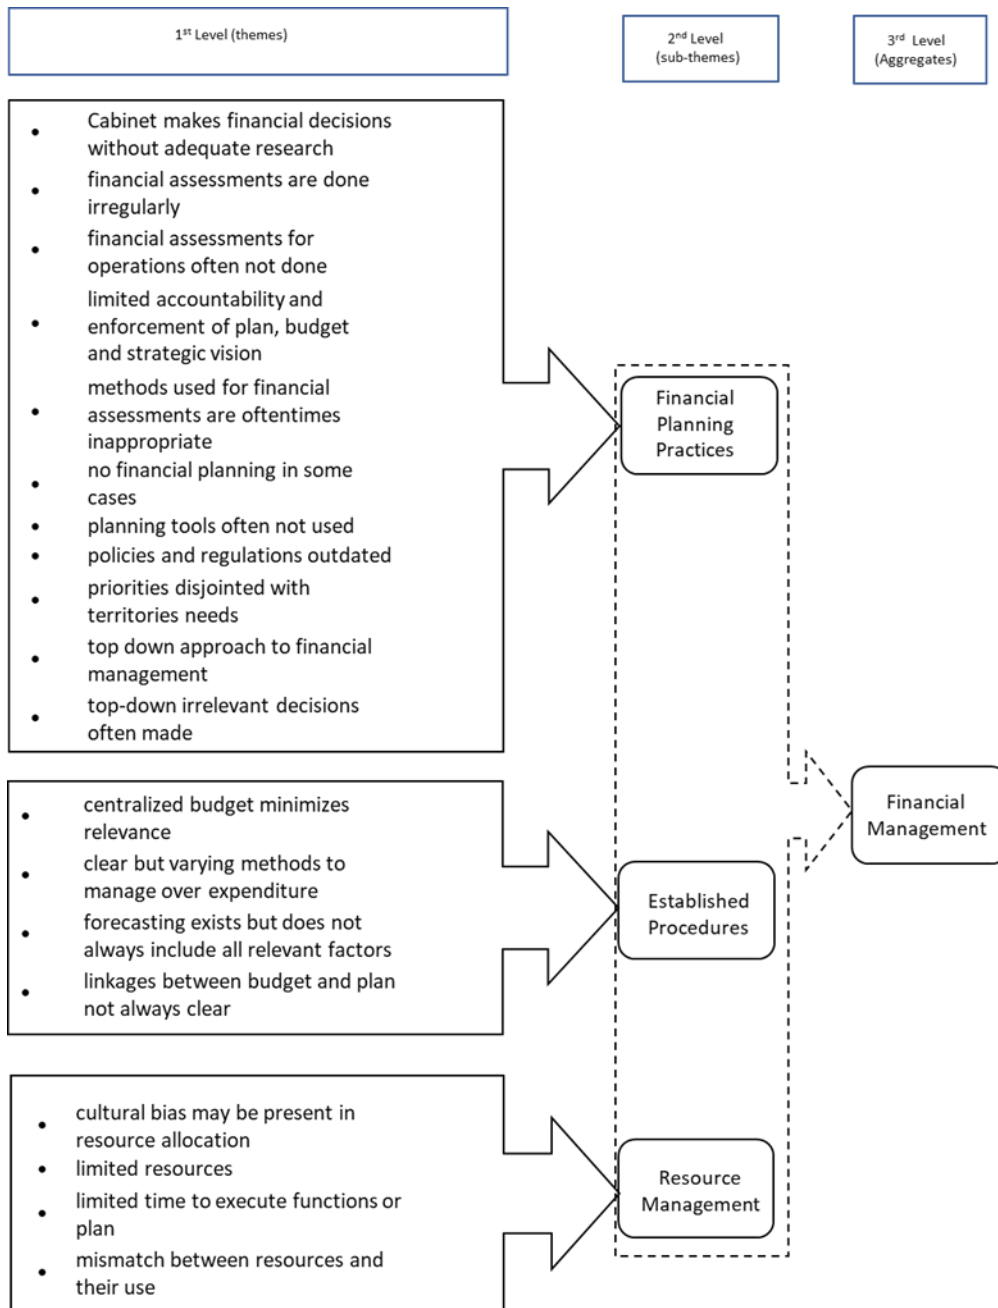 1st Level (themes)
2nd Level
(sub-themes)
3rd Level
(Aggregates)
• Cabinet makes financial decisions
without adequate research
• financial assessments are done
irregularly
• financial assessments for
operations often not done
• limited accountability and
enforcement of plan, budget
and strategic vision
• methods used for financial
assessments are oftentimes
inappropriate
• no financial planning in some
cases
• planning tools often not used
• policies and regulations outdated
• priorities disjointed with
territories needs
• top down approach to financial
management
• top-down irrelevant decisions
often made
Financial
Planning
Practices
• centralized budget minimizes
relevance
• clear but varying methods to
manage over expenditure
• forecasting exists but does not
always include all relevant factors
• linkages between budget and plan
not always clear
Established
Procedures
Financial
Management
• cultural bias may be present in
resource allocation
• limited resources
• limited time to execute functions or
plan
• mismatch between resources and
their use
Resource
Management